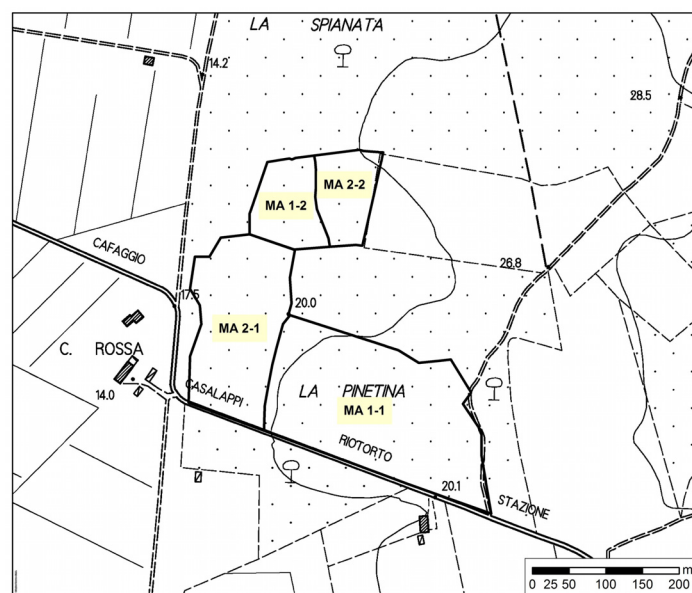 LA SPIANATA
14.2
28.5
MA 2-2
MA 1-2
CAFAGGIO
26.8
17.5
20.0
MA 2-1
C. ROSSA
14.0
CASALAPPI
LA PINETINA
MA 1-1
RIOTORTO
20.1
STAZIONE
m
0 25 50 100 150 200